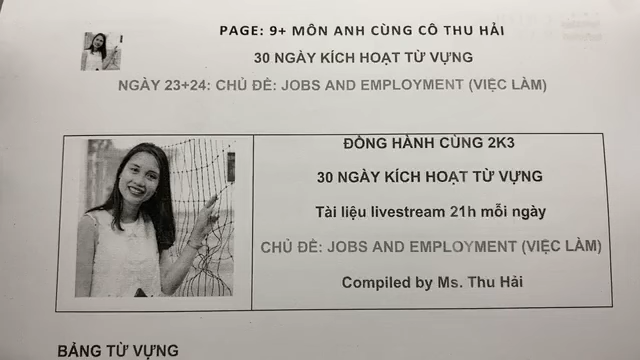 PAGE: 9+ MÔN ANH CÙNG CÔ THU HẢI
30 NGÀY KÍCH HOẠT TỪ VỰNG
NGÀY 23+24: CHỦ ĐỀ: JOBS AND EMPLOYMENT (VIỆC LÀM)
ĐỒNG HÀNH CÙNG 2K3
30 NGÀY KÍCH HOẠT TỪ VỰNG
Tài liệu livestream 21h mỗi ngày
CHỦ ĐỀ: JOBS AND EMPLOYMENT (VIỆC LÀM)
Compiled by Ms. Thu Hải
BẢNG TỪ VỰNG